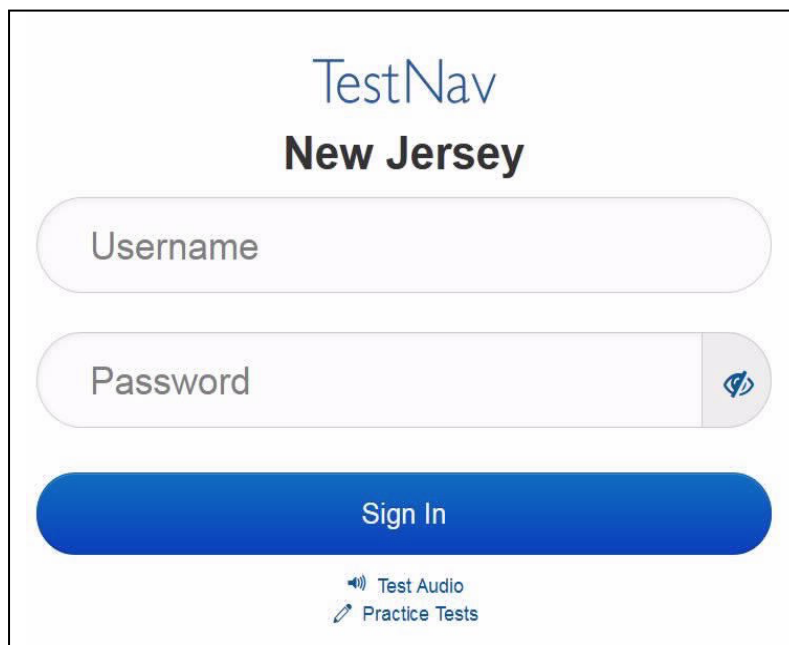 TestNav
New Jersey
Username
Password
Sign In
Test Audio
Practice Tests